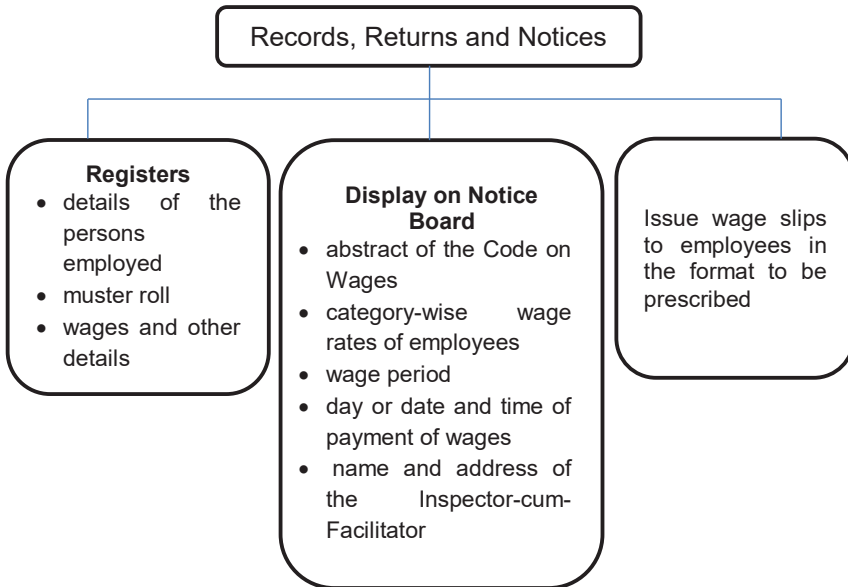 Records, Returns and Notices
Registers
• details of the
persons
employed
• muster roll
• wages and other
details
Display on Notice
Board
• abstract of the Code on
Wages
• category-wise wage
rates of employees
• wage period
• day or date and time of
payment of wages
• name and address of
the Inspector-cum-
Facilitator
Issue wage slips
to employees in
the format to be
prescribed